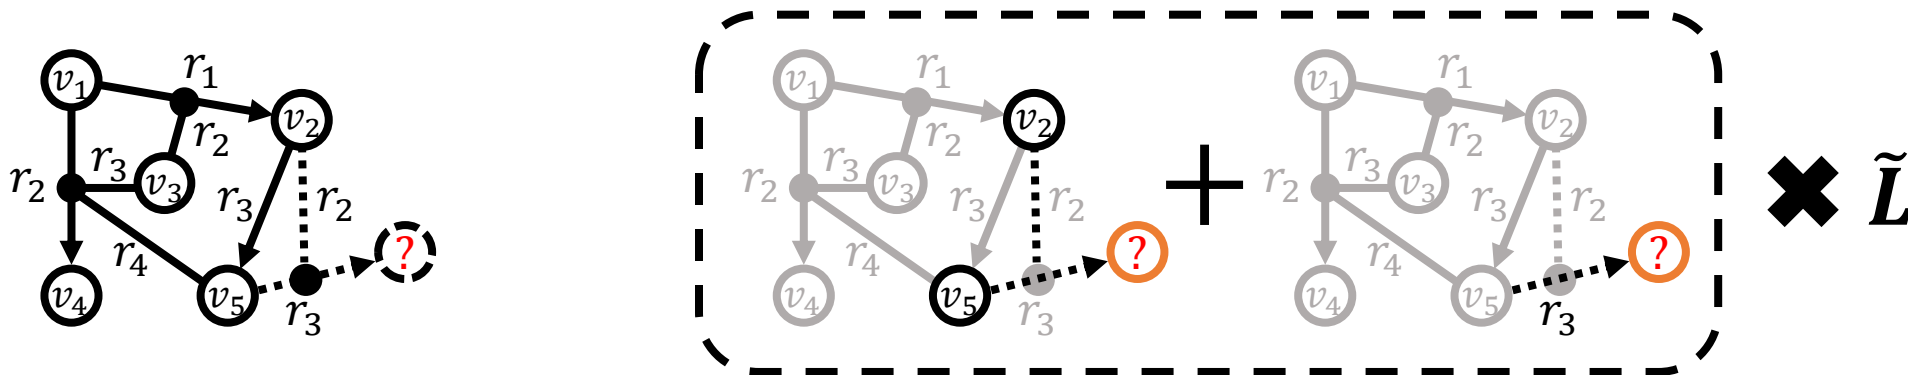 v₁ r₁ v₂
r₂
r₃ v₃
r₂ r₃ r₂
?
r₄
v₄ v₅ r₃
v₁ r₁ v₂
r₂
r₃ v₃
r₂ r₃ r₂
?
r₄
v₄ v₅ r₃
+
v₁ r₁ v₂
r₂
r₃ v₃
r₂ r₃ r₂
?
r₄
v₄ v₅ r₃
✖ L̃